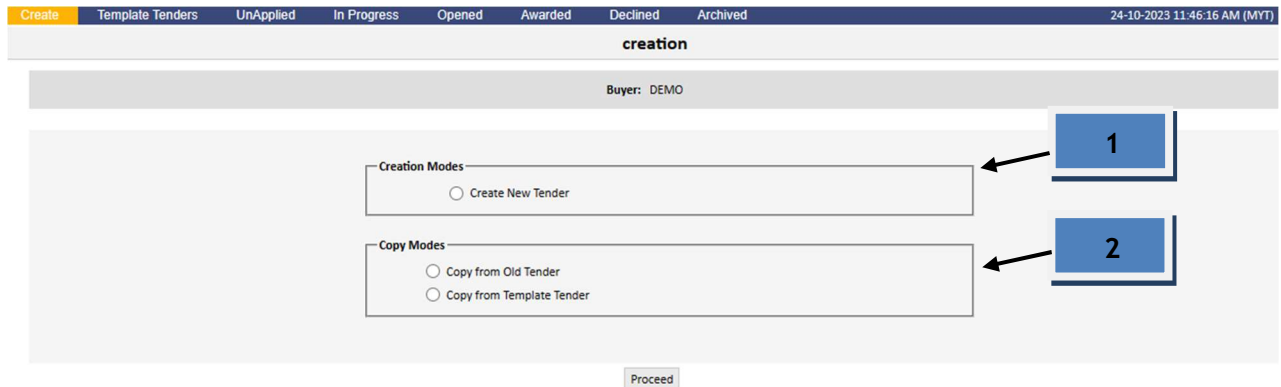 Create Template Tenders UnApplied In Progress Opened Awarded Declined Archived 24-10-2023 11:46:16 AM (MYT)
creation
Buyer: DEMO
1
Creation Modes
Create New Tender
2
Copy Modes
Copy from Old Tender
Copy from Template Tender
Proceed